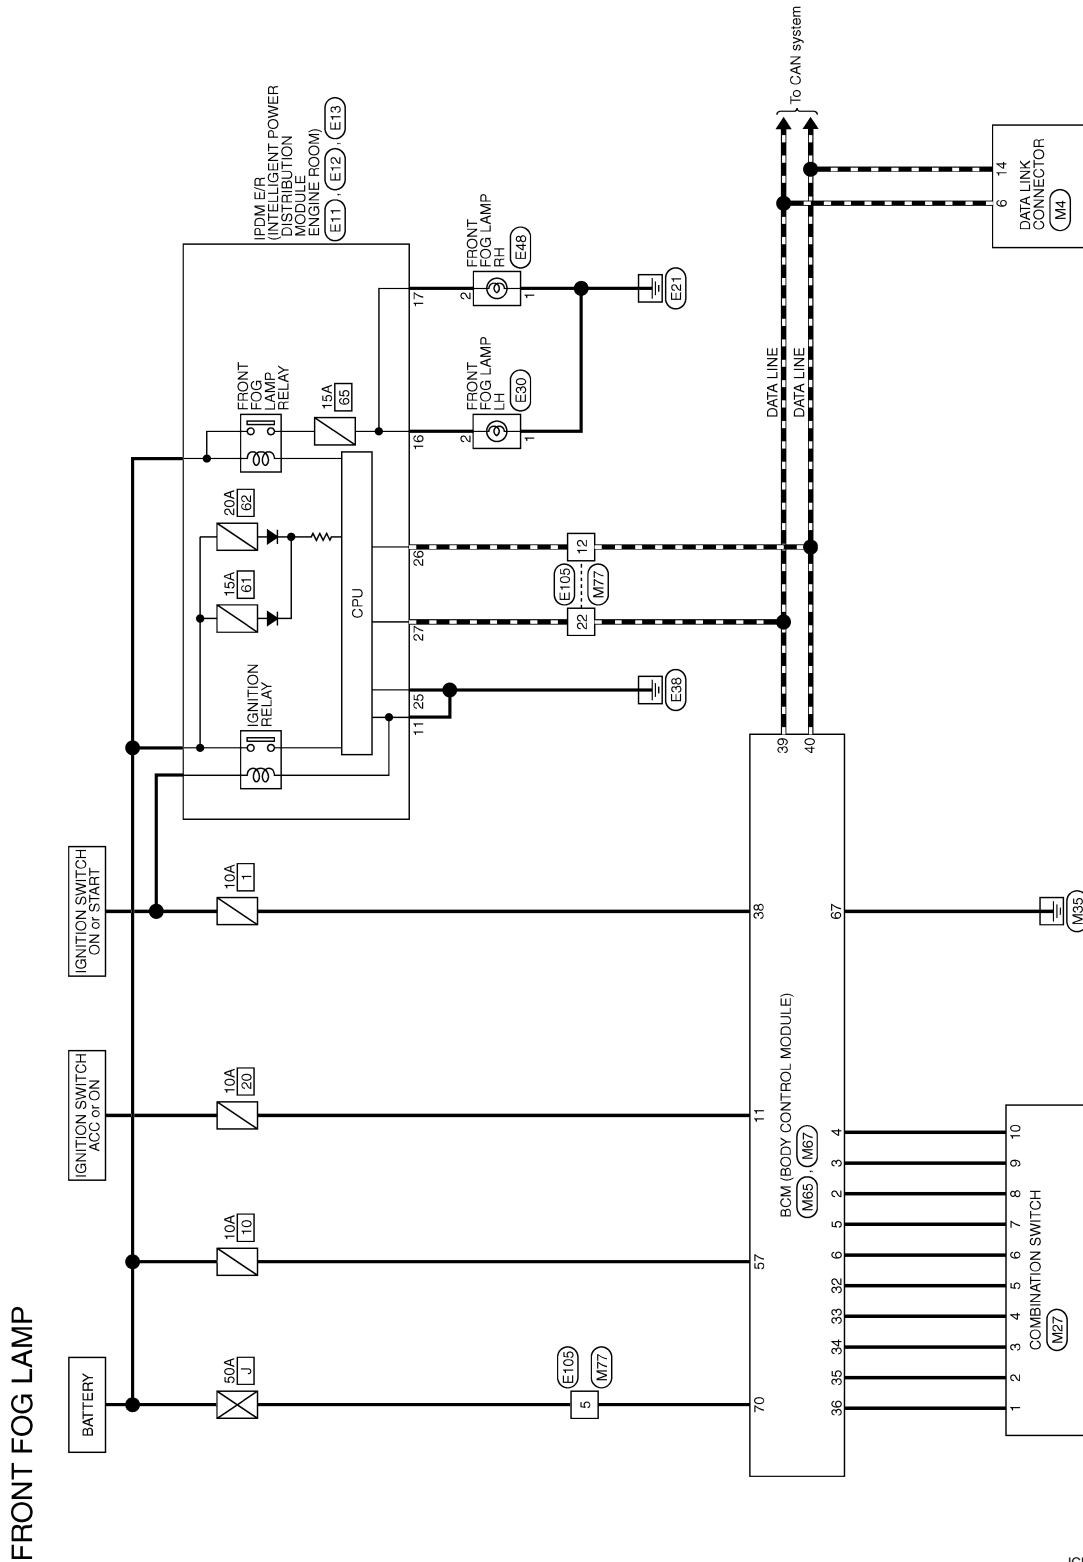 FRONT FOG LAMP
BATTERY
IGNITION SWITCH
ACC or ON
IGNITION SWITCH
ON or START
50A
J
10A
10
10A
20
10A
1
E105
5
M77
IGNITION
RELAY
15A
61
20A
62
FRONT
FOG
LAMP
RELAY
15A
65
CPU
IPDM E/R
(INTELLIGENT POWER
DISTRIBUTION
MODULE
ENGINE ROOM)
E11 , E12 , E13
11
25
27
26
16
17
E38
E105
22
12
M77
FRONT
FOG LAMP
LH
E30
2
1
FRONT
FOG LAMP
RH
E48
2
1
E21
70
57
11
38
39
40
BCM (BODY CONTROL MODULE)
M65 , M67
36
35
34
33
32
6
5
2
3
4
67
M35
1
2
3
4
5
6
7
8
9
10
COMBINATION SWITCH
M27
DATA LINE
DATA LINE
To CAN system
6
14
DATA LINK
CONNECTOR
M4